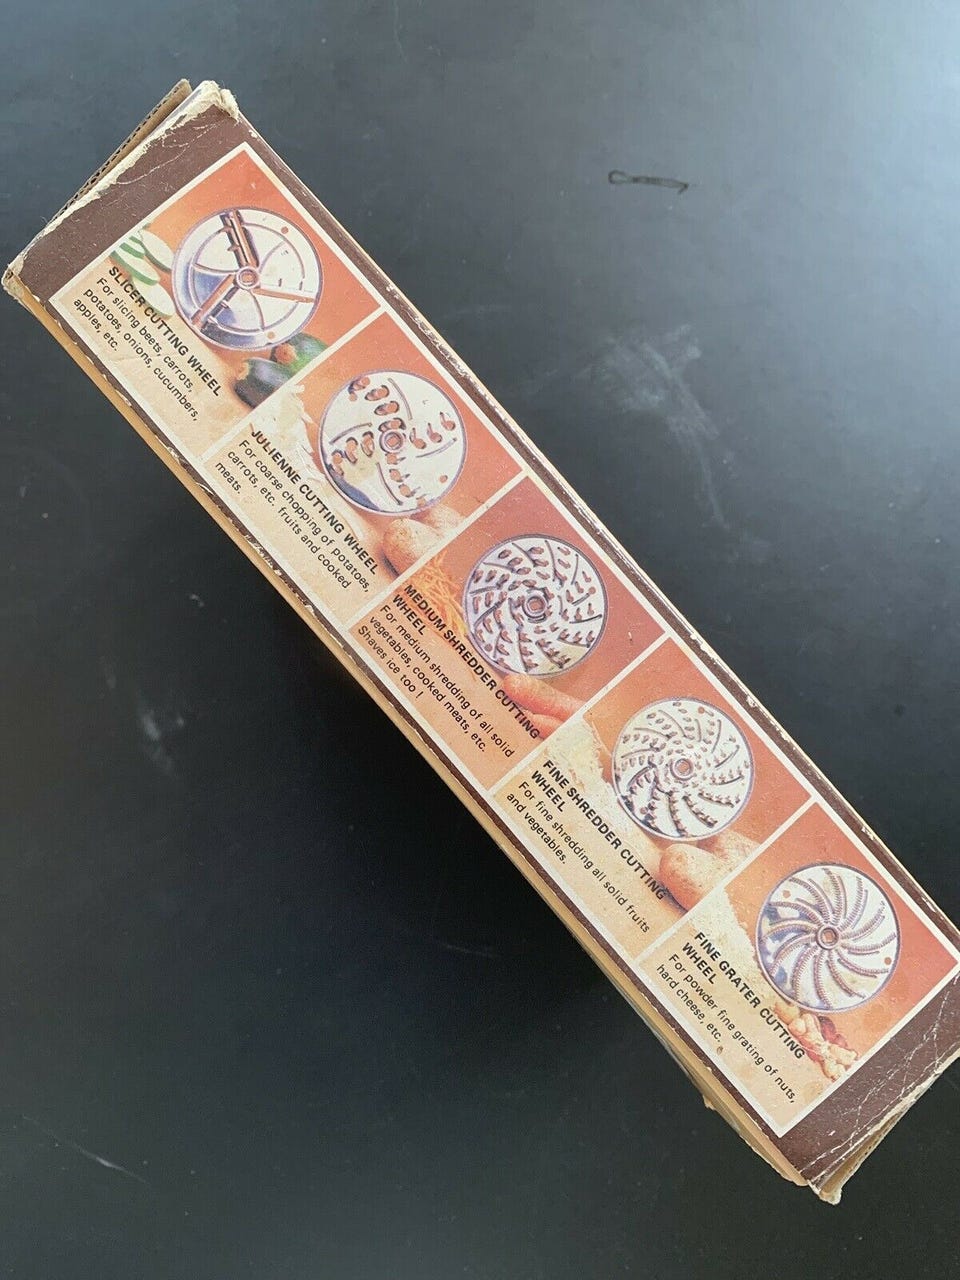 SLICER CUTTING WHEEL
For slicing beets, carrots,
potatoes, onions, cucumbers,
apples, etc.
JULIENNE CUTTING WHEEL
For coarse chopping of potatoes,
carrots, etc. fruits and cooked
meats.
MEDIUM SHREDDER CUTTING
WHEEL
For medium shredding of all solid
vegetables, cooked meats, etc.
Shaves ice too !
FINE SHREDDER CUTTING
WHEEL
For fine shredding all solid fruits
and vegetables.
FINE GRATER CUTTING
WHEEL
For powder fine grating of nuts,
hard cheese, etc.